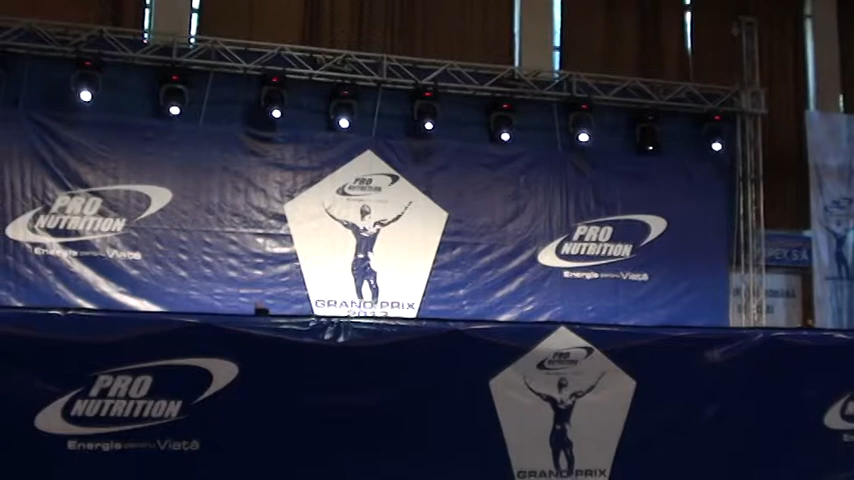 PRO
NUTRITION
Energie pentru Viață
PRO
NUTRITION
GRAND PRIX
2013
PRO
NUTRITION
Energie pentru Viață
PRO
NUTRITION
Energie pentru Viață
PRO
NUTRITION
GRAND PRIX